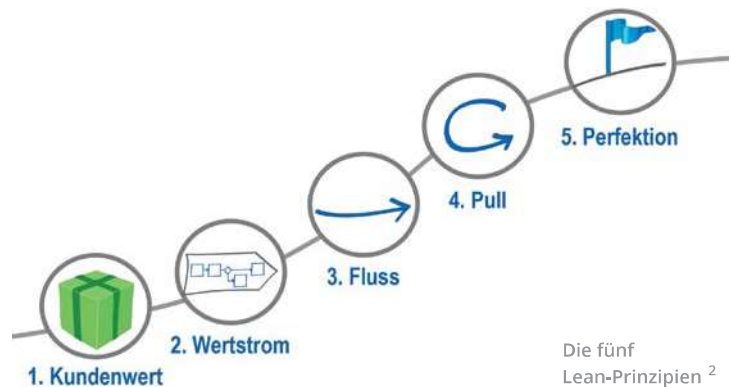 1. Kundenwert
2. Wertstrom
3. Fluss
4. Pull
5. Perfektion
Die fünf
Lean-Prinzipien ²